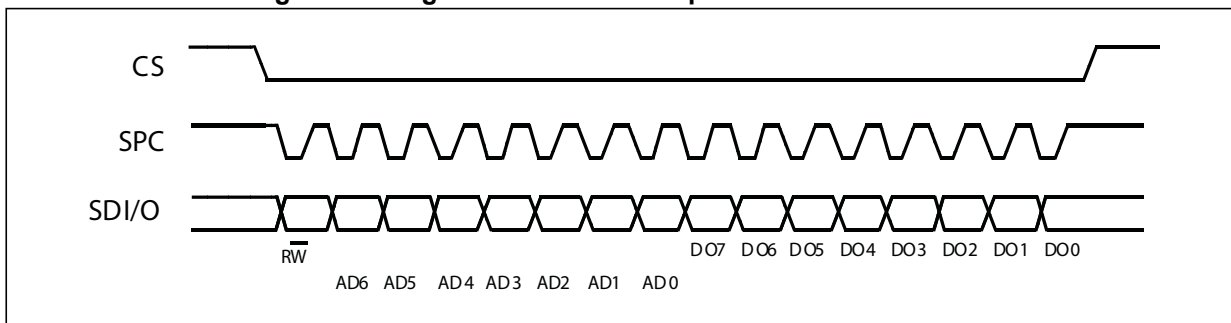 CS
SPC
SDI/O
RW
DO7 DO6 DO5 DO4 DO3 DO2 DO1 DO0
AD6 AD5 AD4 AD3 AD2 AD1 AD0